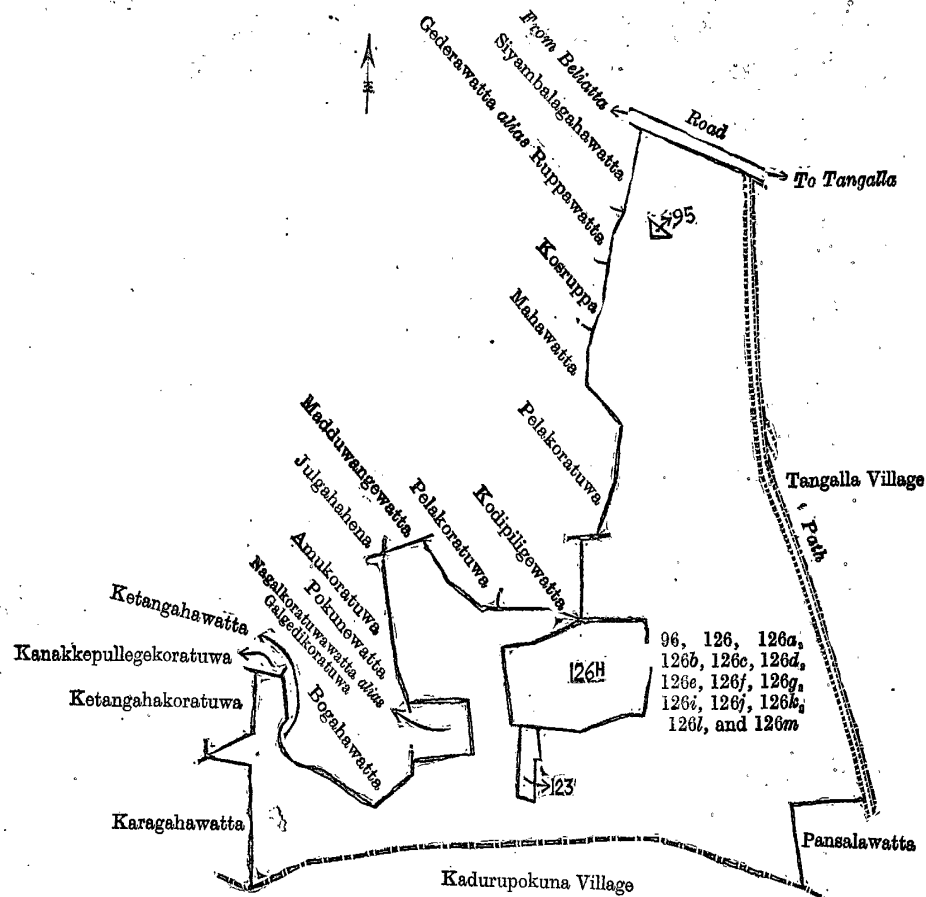 From Beliatta
Siyambalagahawatta
Gederawatta alias Ruppawatta
Road
To Tangalla
95
Kosruppa
Mahawatta
Pelakoratuwa
Tangalla Village
Path
Madduwangewatta
Julgahahena
Pelakoratuwa
Kodipiligewatta
Amukoratuwa
Pokunewatta
Nagalkoratuwawatta alias
Galgedikoratuwa
Bogahawatta
Ketangahawatta
Kanakkepullegekoratuwa
Ketangahakoratuwa
126H
96, 126, 126a,
126b, 126c, 126d,
126e, 126f, 126g,
126i, 126j, 126k,
126l, and 126m
123
Karagahawatta
Pansalawatta
Kadurupokuna Village